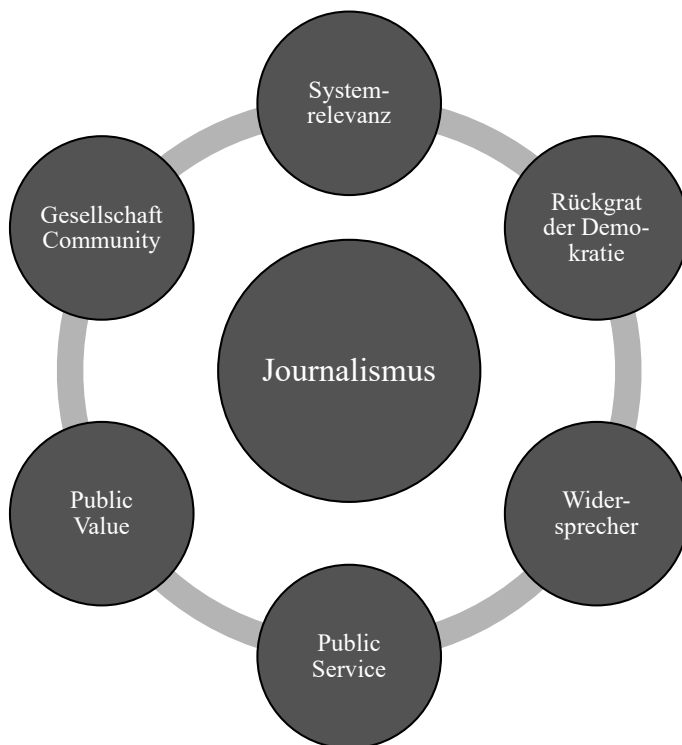 System-
relevanz
Rückgrat
der Demo-
kratie
Gesellschaft
Community
Journalismus
Public
Value
Wider-
sprecher
Public
Service